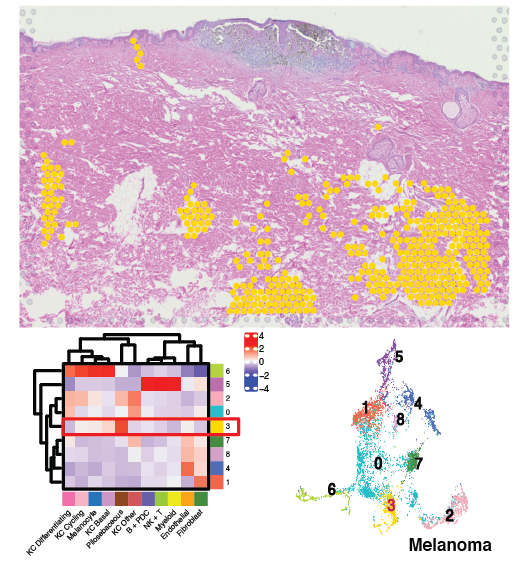 4
2
0
−2
−4
6
5
2
0
3
7
8
4
1
KC Differentiating
KC Cycling
Melanocyte
KC Basal
Pilosebaceous
KC Other
B + PDC
NK + T
Myeloid
Endothelial
Fibroblast
5
1
4
8
0
7
6
3
2
Melanoma